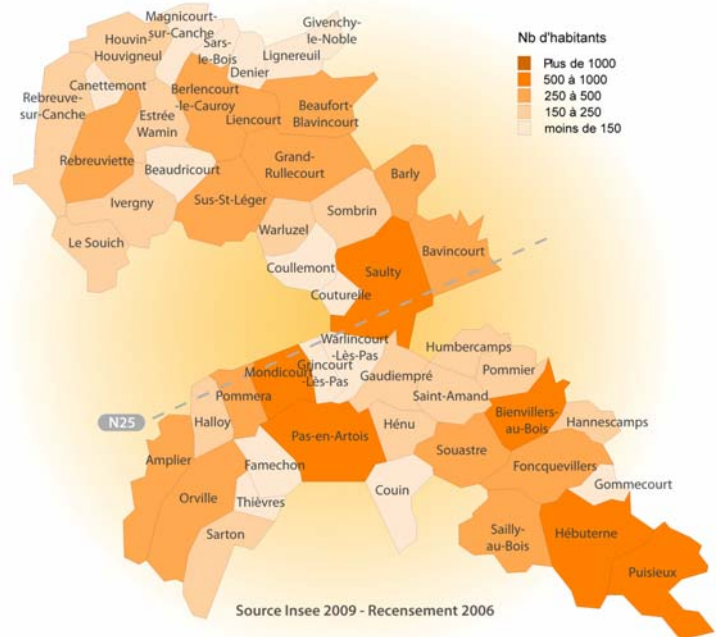 Magnicourt-
sur-Canche
Givenchy-
le-Noble
Houvin-
Houvigneul
Sars-
le-Bois
Lignereuil
Denier
Canettemont
Rebreuve-
sur-Canche
Berlencourt
-le-Cauroy
Beaufort-
Blavincourt
Estrée
Wamin
Liencourt
Rebreuviette
Beaudricourt
Grand-
Rullecourt
Barly
Ivergny
Sus-St-Léger
Sombrin
Warluzel
Le Souich
Coullemont
Saulty
Bavincourt
Couturelle
Nb d'habitants
Plus de 1000
500 à 1000
250 à 500
150 à 250
moins de 150
Warlincourt
-Lès-Pas
Humbercamps
Mondicourt
Grincourt
-Lès-Pas
Gaudiempré
Pommier
Pommera
Saint-Amand
N25
Halloy
Bienvillers-
au-Bois
Hannescamps
Pas-en-Artois
Hénu
Souastre
Amplier
Famechon
Foncquevillers
Orville
Thièvres
Couin
Gommecourt
Sarton
Sailly-
au-Bois
Hébuterne
Puisieux
Source Insee 2009 - Recensement 2006